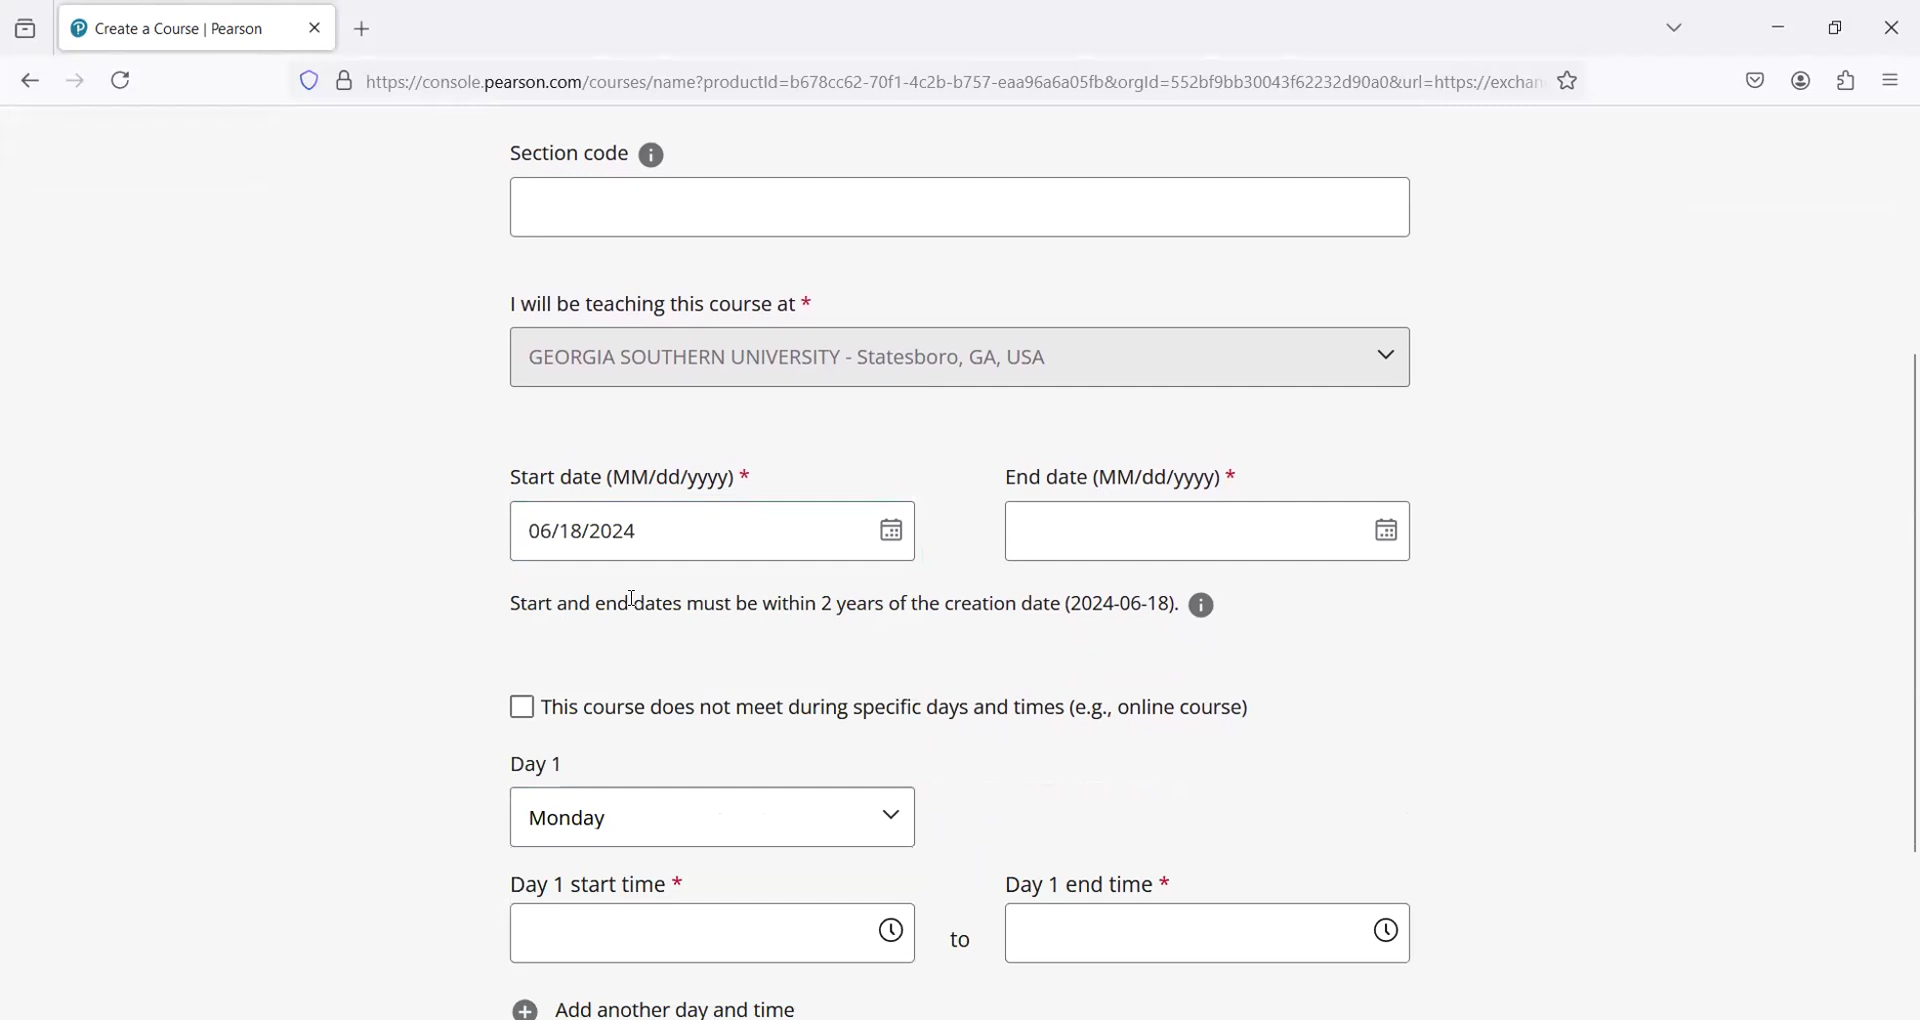 Create a Course | Pearson
https://console.pearson.com/courses/name?productId=b678cc62-70f1-4c2b-b757-eaa96a6a05fb&orgId=552bf9bb30043f62232d90a0&url=https://exchan
Section code
I will be teaching this course at *
GEORGIA SOUTHERN UNIVERSITY - Statesboro, GA, USA
Start date (MM/dd/yyyy) * End date (MM/dd/yyyy) *
06/18/2024
Start and end dates must be within 2 years of the creation date (2024-06-18).
This course does not meet during specific days and times (e.g., online course)
Day 1
Monday
Day 1 start time * Day 1 end time *
to
Add another day and time